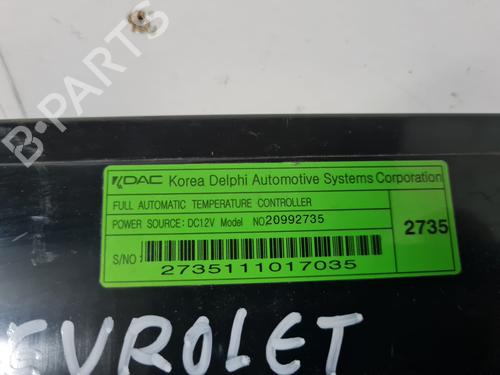 B-PARTS
KDAC Korea Delphi Automotive Systems Corporation
FULL AUTOMATIC TEMPERATURE CONTROLLER
POWER SOURCE: DC12V Model NO20992735
2735
S/NO
2735111017035
EVROLET